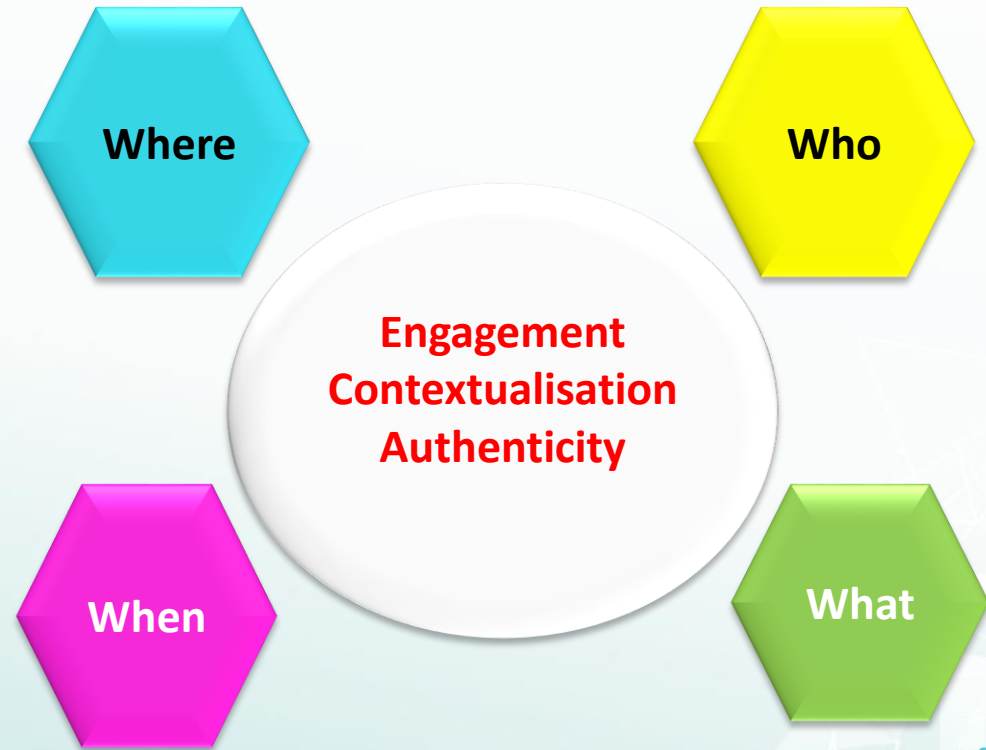 Where
Who
Engagement
Contextualisation
Authenticity
When
What